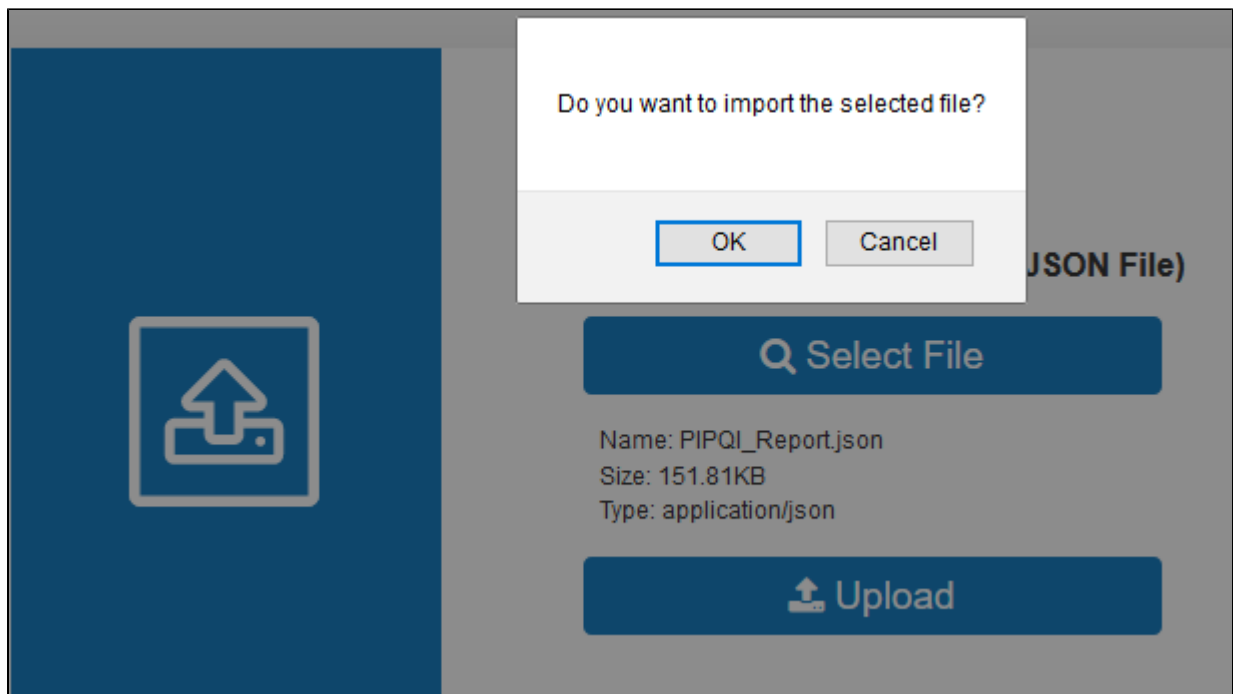 Do you want to import the selected file?
OK
Cancel
JSON File)
Select File
Name: PIPQI_Report.json
Size: 151.81KB
Type: application/json
Upload